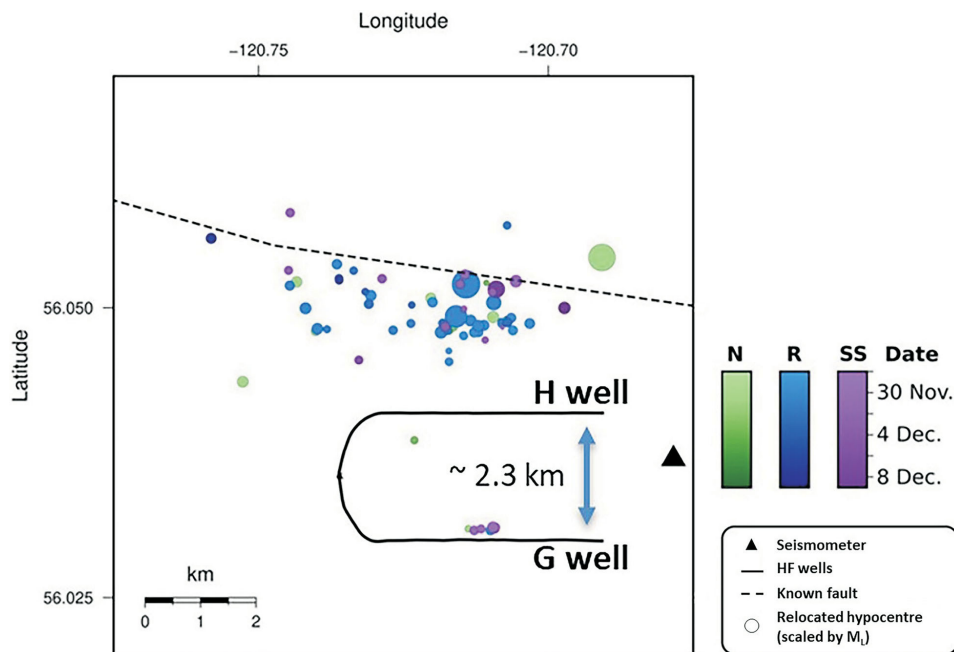 Longitude
−120.75 −120.70
Latitude
56.050
56.025
H well
~ 2.3 km
G well
km
0 1 2
N R SS Date
30 Nov.
4 Dec.
8 Dec.
Seismometer
HF wells
Known fault
Relocated hypocentre
(scaled by ML)